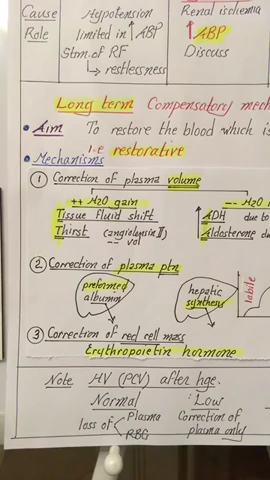 Cause Hypotension Renal ischemia
Role limited in ↑ ABP ↑ ABP
Stm. of RF Discuss
↳ restlessness
Long term Compensatory mech
• Aim To restore the blood which is
i.e restorative
• Mechanisms
① Correction of plasma volume
++ H2O gain -- H2O
Tissue Fluid shift ↑ ADH due to
Thirst (angiotensin II) Aldosterone du
-- vol
② Correction of plasma ptn
preformed albumin hepatic synthesis labile
③ Correction of red cell mass
Erythropoietin hormone
Note HV (PCV) after hge.
Normal Low
loss of Plasma Correction of
RBC plasma only